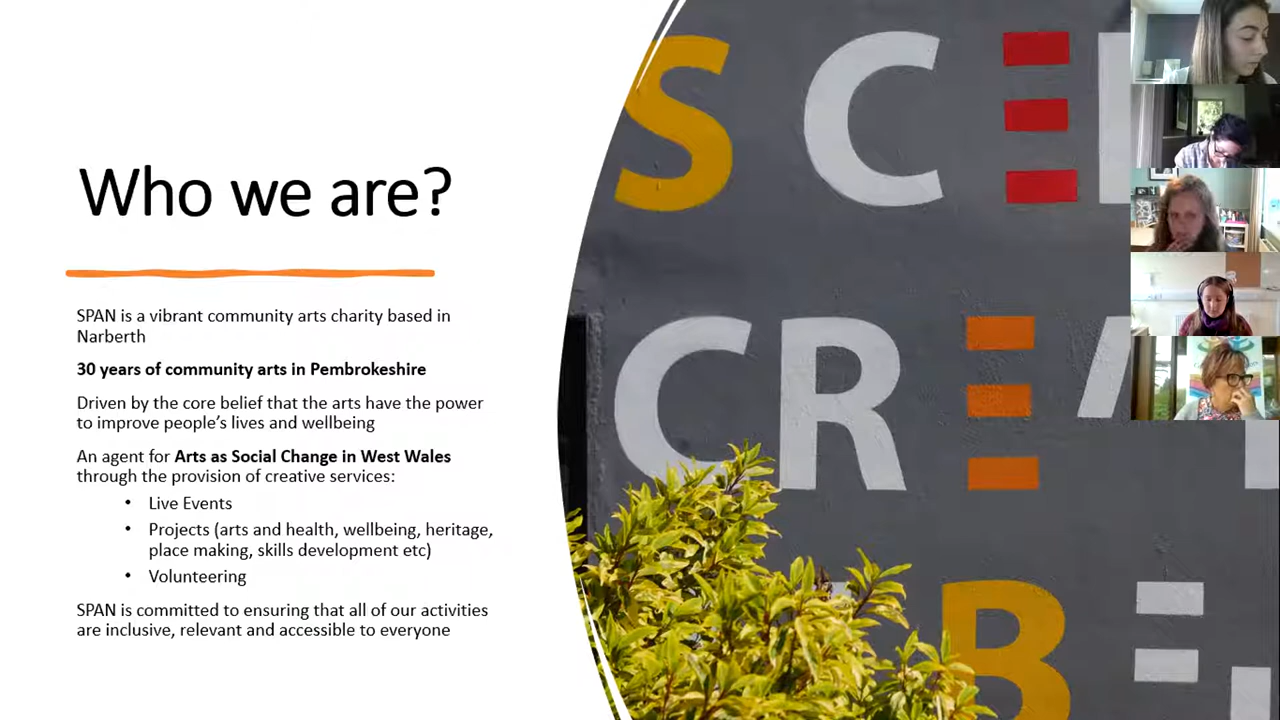 Who we are?
SPAN is a vibrant community arts charity based in
Narberth
30 years of community arts in Pembrokeshire
Driven by the core belief that the arts have the power
to improve people's lives and wellbeing
An agent for Arts as Social Change in West Wales
through the provision of creative services:
• Live Events
• Projects (arts and health, wellbeing, heritage,
place making, skills development etc)
• Volunteering
SPAN is committed to ensuring that all of our activities
are inclusive, relevant and accessible to everyone
S C E
C R E A
B E